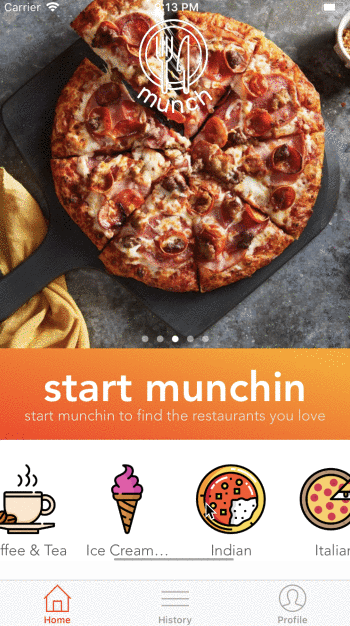 Carrier 5:13 PM
munch
start munchin
start munchin to find the restaurants you love
ffee & Tea Ice Cream… Indian Italian
Home History Profile